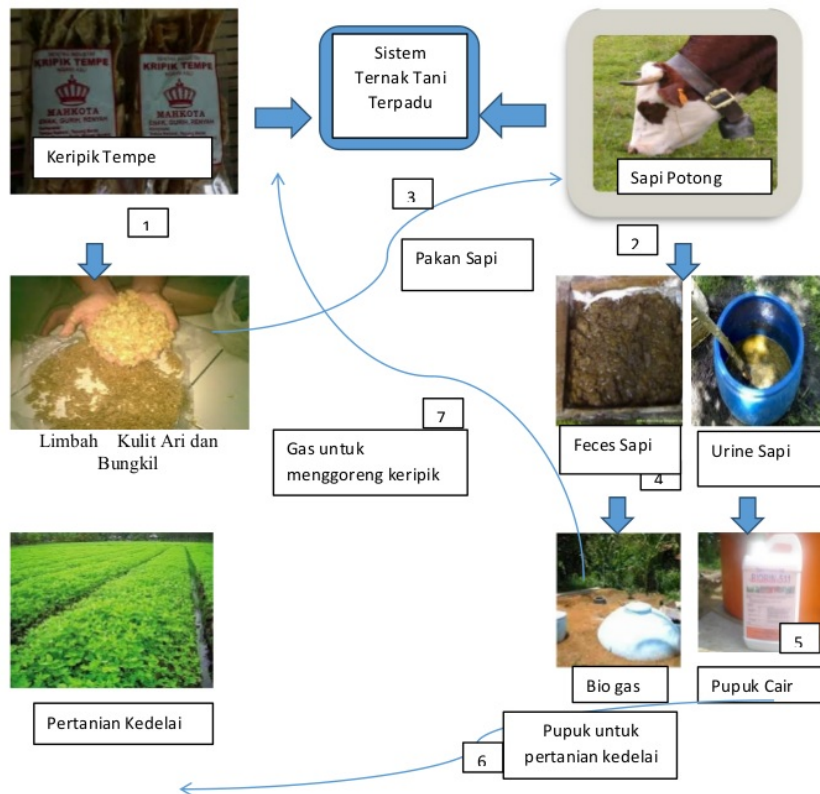 KRIPIK TEMPE
MAHKOTA
KRIPIK TEMPE
MAHKOTA
Keripik Tempe
Sistem
Ternak Tani
Terpadu
Sapi Potong
1
3
2
Pakan Sapi
Limbah Kulit Ari dan
Bungkil
7
Gas untuk
menggoreng keripik
Feces Sapi
4
Urine Sapi
5
Pertanian Kedelai
Bio gas
Pupuk Cair
6
Pupuk untuk
pertanian kedelai